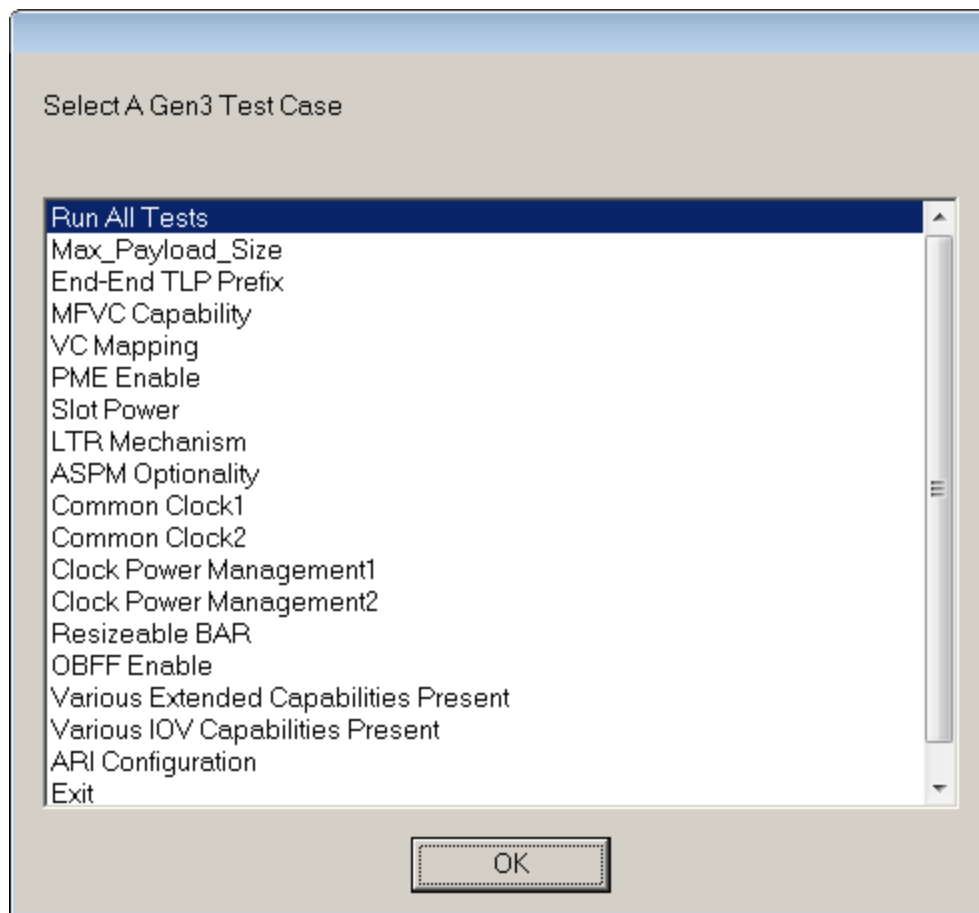 Select A Gen3 Test Case
Run All Tests
Max_Payload_Size
End-End TLP Prefix
MFVC Capability
VC Mapping
PME Enable
Slot Power
LTR Mechanism
ASPM Optionality
Common Clock1
Common Clock2
Clock Power Management1
Clock Power Management2
Resizeable BAR
OBFF Enable
Various Extended Capabilities Present
Various IOV Capabilities Present
ARI Configuration
Exit
OK